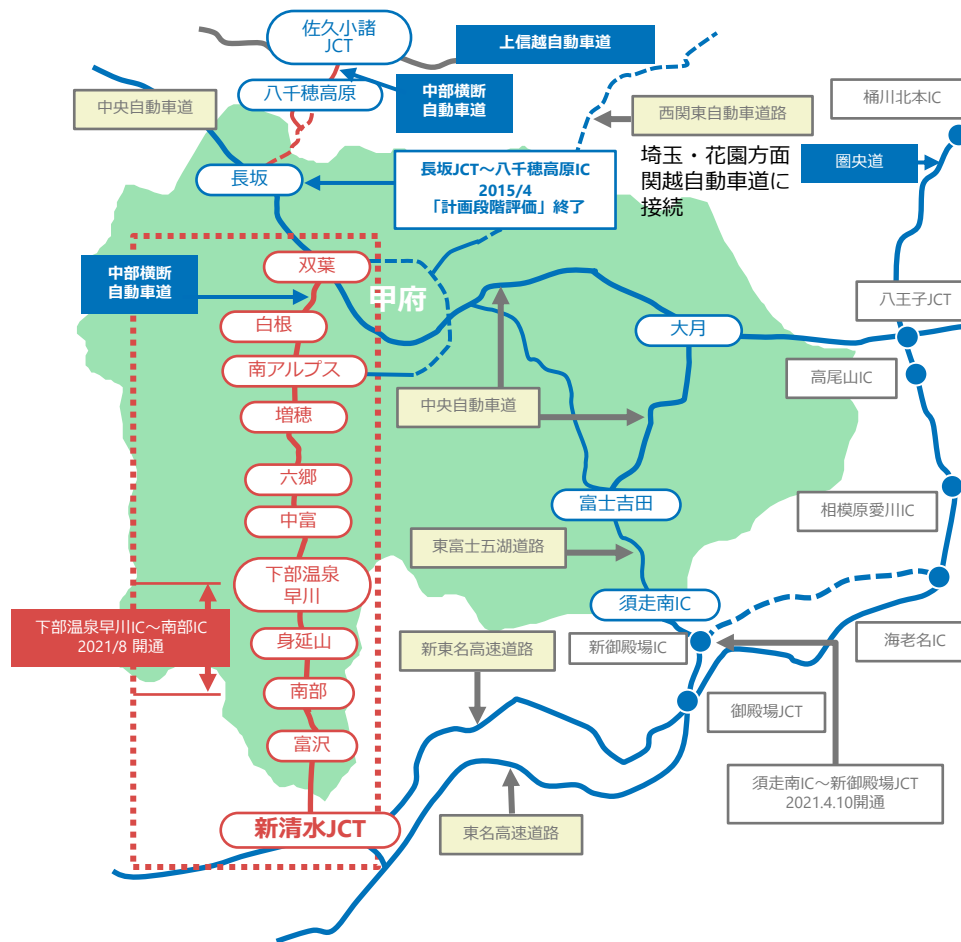 佐久小諸
JCT
上信越自動車道
中部横断
自動車道
八千穂高原
中央自動車道
西関東自動車道路
桶川北本IC
埼玉・花園方面
関越自動車道に
接続
圏央道
長坂
長坂JCT～八千穂高原IC
2015/4
「計画段階評価」終了
中部横断
自動車道
双葉
甲府
白根
大月
八王子JCT
南アルプス
高尾山IC
中央自動車道
増穂
六郷
富士吉田
相模原愛川IC
中富
東富士五湖道路
下部温泉
早川
須走南IC
下部温泉早川IC～南部IC
2021/8 開通
身延山
新東名高速道路
新御殿場IC
海老名IC
南部
御殿場JCT
富沢
須走南IC～新御殿場JCT
2021.4.10開通
新清水JCT
東名高速道路